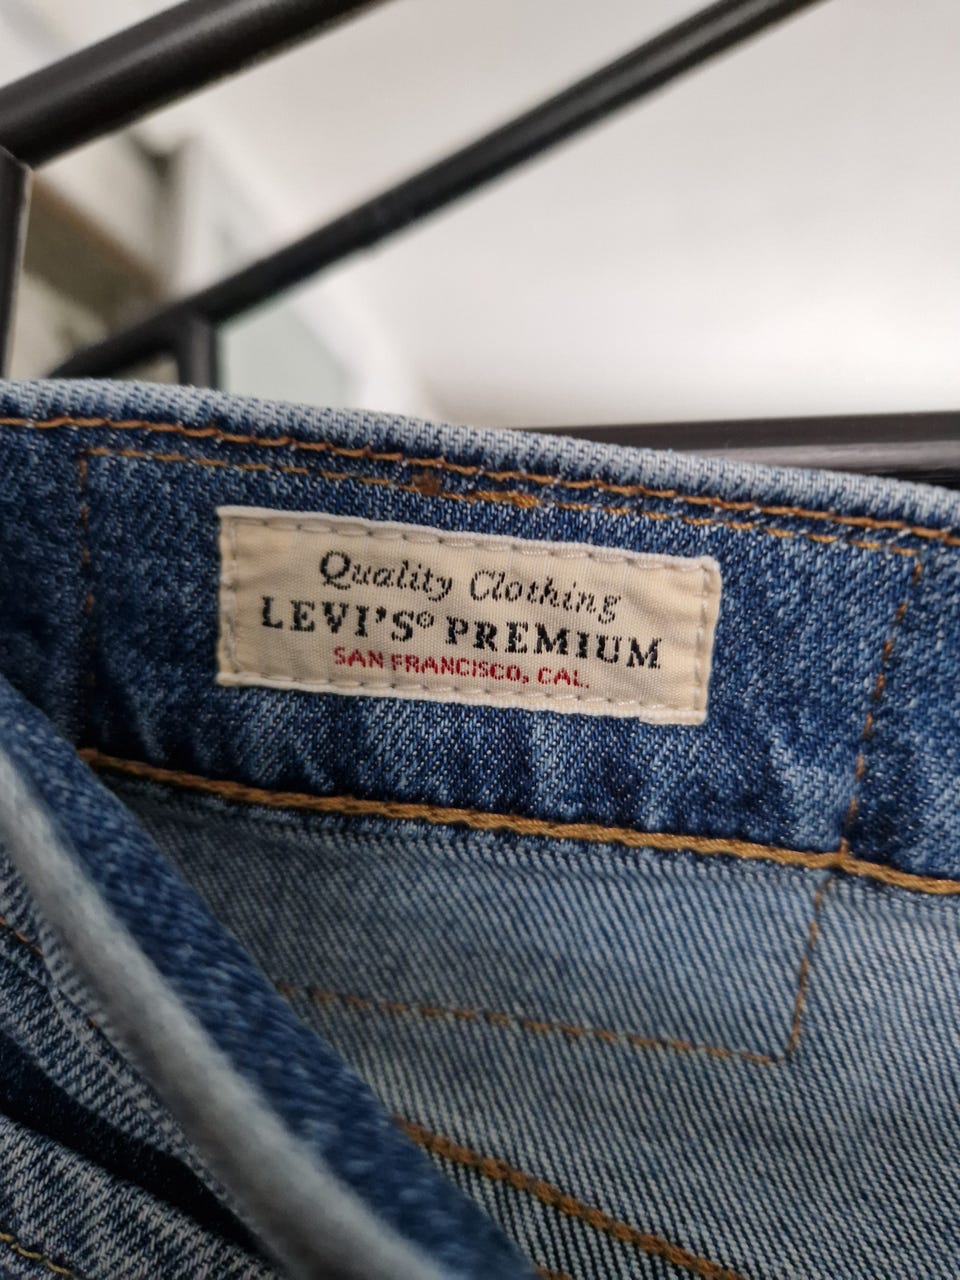 Quality Clothing
LEVI'S® PREMIUM
SAN FRANCISCO, CAL.